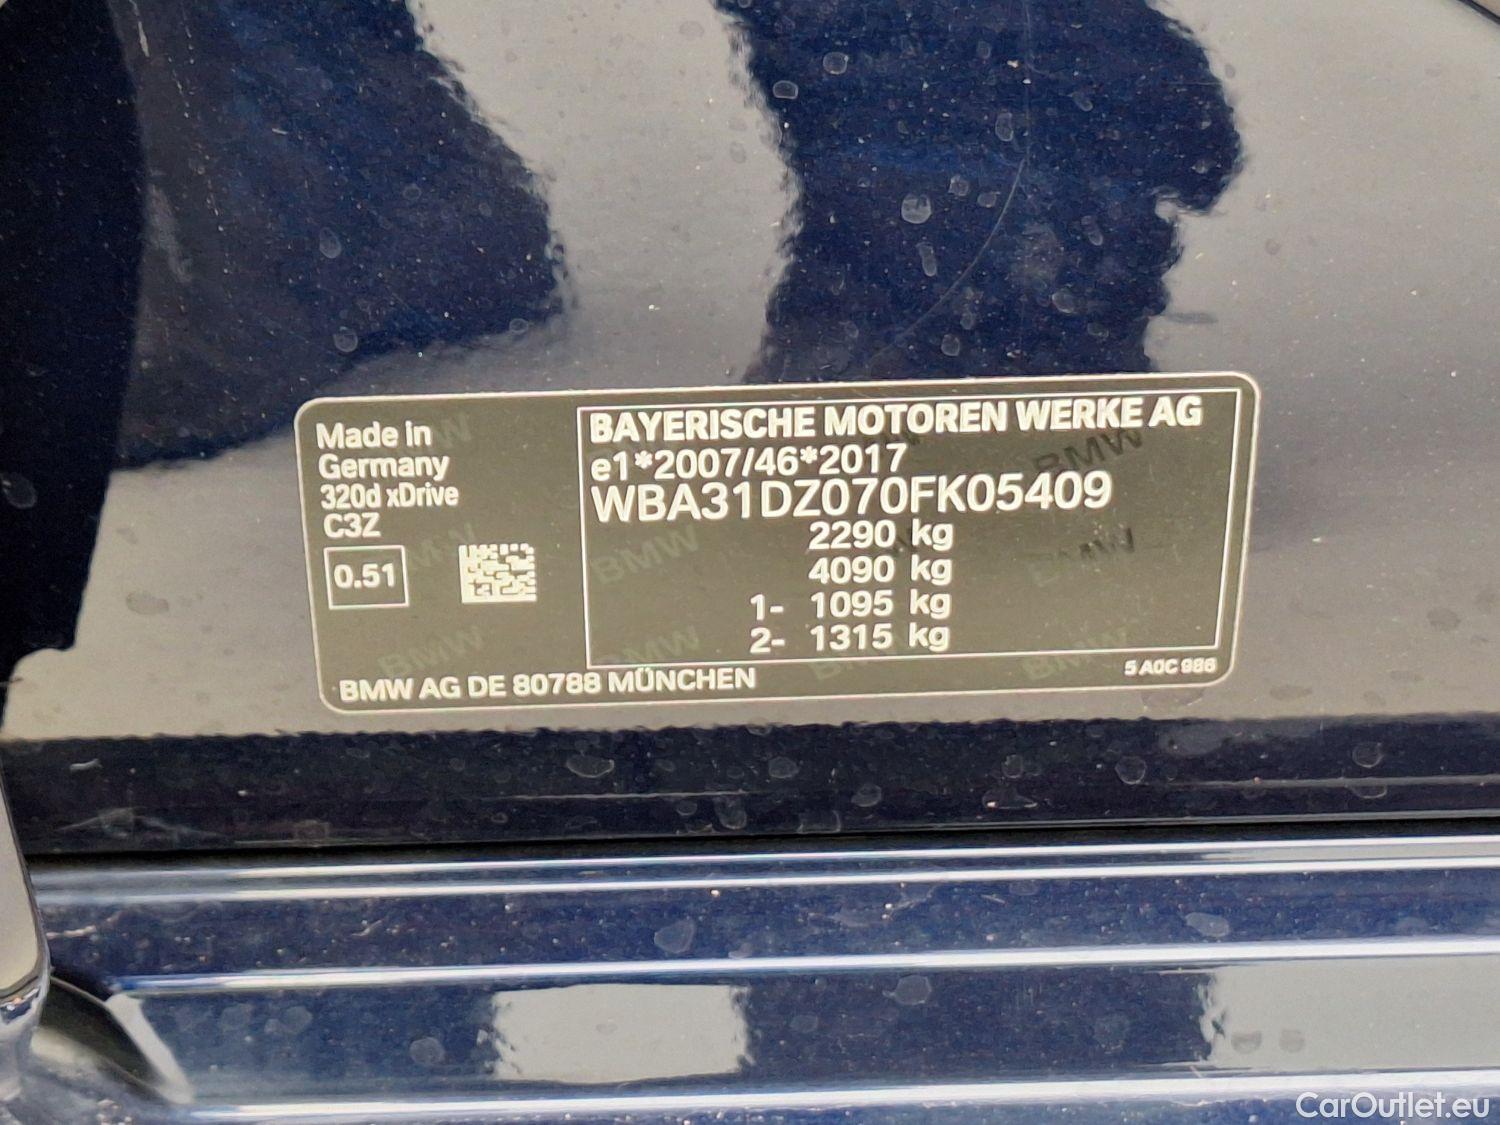 Made in
Germany
320d xDrive
C3Z
0.51
BMW AG DE 80788 MÜNCHEN
BAYERISCHE MOTOREN WERKE AG
e1*2007/46*2017
WBA31DZ070FK05409
2290 kg
4090 kg
1- 1095 kg
2- 1315 kg
5 A0C 986
CarOutlet.eu